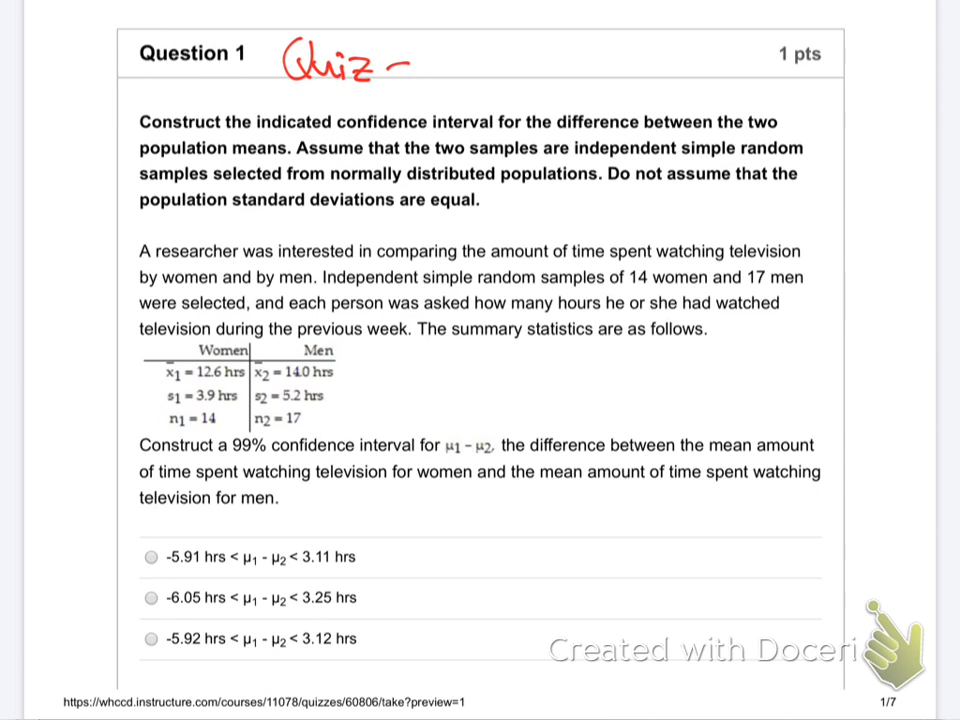 Question 1 Quiz - 1 pts
Construct the indicated confidence interval for the difference between the two
population means. Assume that the two samples are independent simple random
samples selected from normally distributed populations. Do not assume that the
population standard deviations are equal.
A researcher was interested in comparing the amount of time spent watching television
by women and by men. Independent simple random samples of 14 women and 17 men
were selected, and each person was asked how many hours he or she had watched
television during the previous week. The summary statistics are as follows.
Women Men
x̅1 = 12.6 hrs x̅2 = 14.0 hrs
s1 = 3.9 hrs s2 = 5.2 hrs
n1 = 14 n2 = 17
Construct a 99% confidence interval for μ1 - μ2, the difference between the mean amount
of time spent watching television for women and the mean amount of time spent watching
television for men.
-5.91 hrs < μ1 - μ2 < 3.11 hrs
-6.05 hrs < μ1 - μ2 < 3.25 hrs
-5.92 hrs < μ1 - μ2 < 3.12 hrs
Created with Doceri
https://whccd.instructure.com/courses/11078/quizzes/60806/take?preview=1 1/7